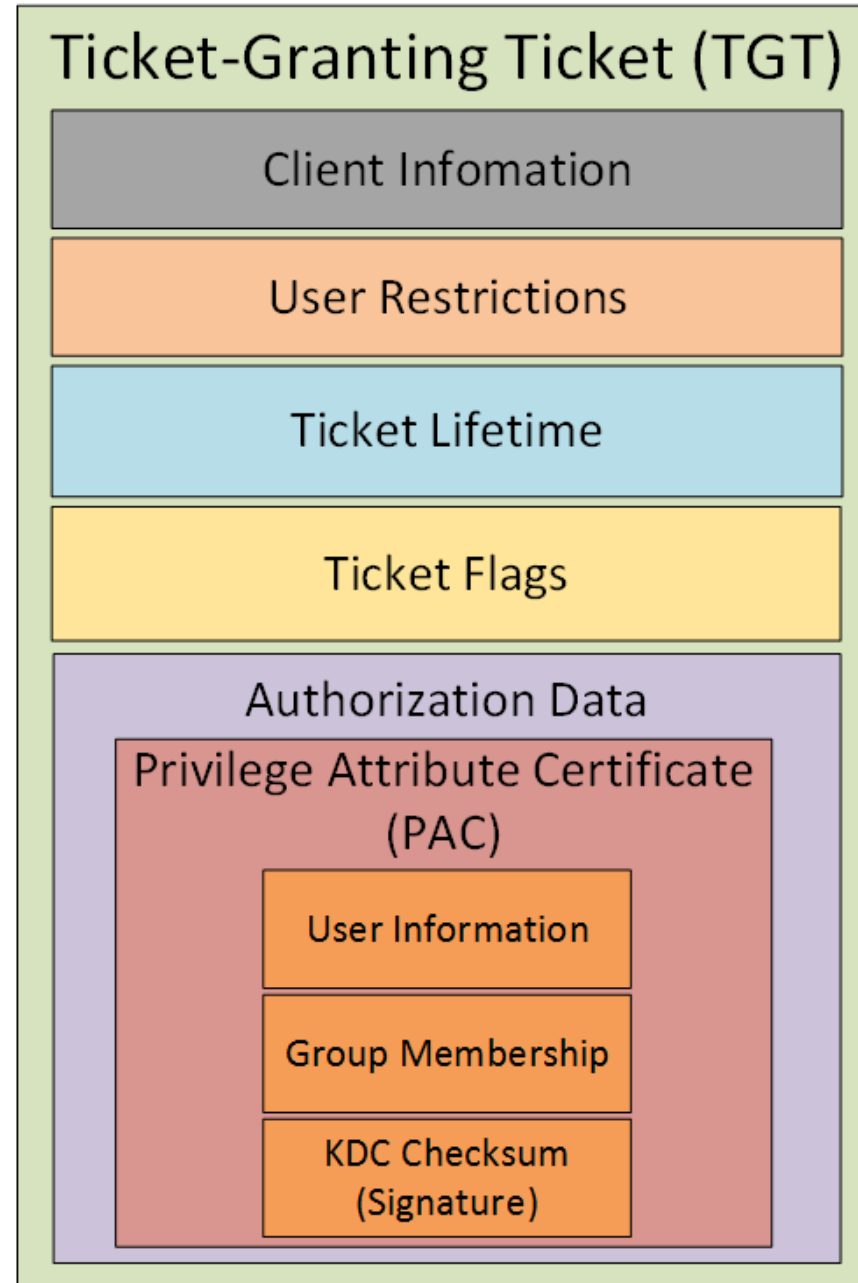 Ticket-Granting Ticket (TGT)
Client Infomation
User Restrictions
Ticket Lifetime
Ticket Flags
Authorization Data
Privilege Attribute Certificate
(PAC)
User Information
Group Membership
KDC Checksum
(Signature)